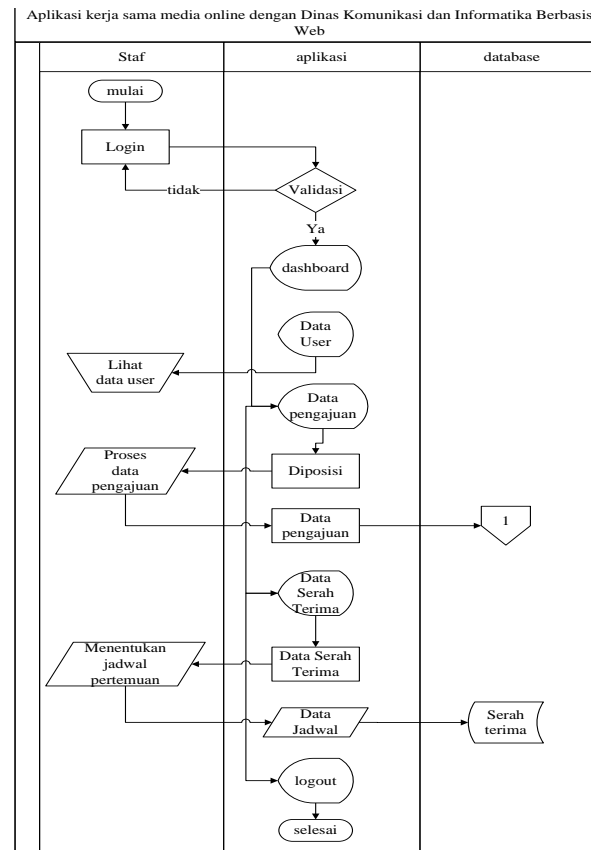 Aplikasi kerja sama media online dengan Dinas Komunikasi dan Informatika Berbasis
Web
Staf
aplikasi
database
mulai
Login
Validasi
tidak
Ya
dashboard
Data
User
Lihat
data user
Data
pengajuan
Proses
data
pengajuan
Diposisi
Data
pengajuan
1
Data
Serah
Terima
Menentukan
jadwal
pertemuan
Data Serah
Terima
Data
Jadwal
Serah
terima
logout
selesai